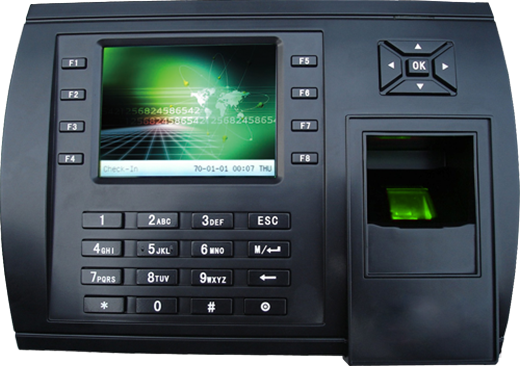 F1
F2
F3
F4
F5
F6
F7
F8
OK
256824586542
Check-In 70-01-01 00:07 THU
1 2ABC 3DEF ESC
4GHI 5JKL 6MNO M/↵
7PQRS 8TUV 9WXYZ ←
* 0 #